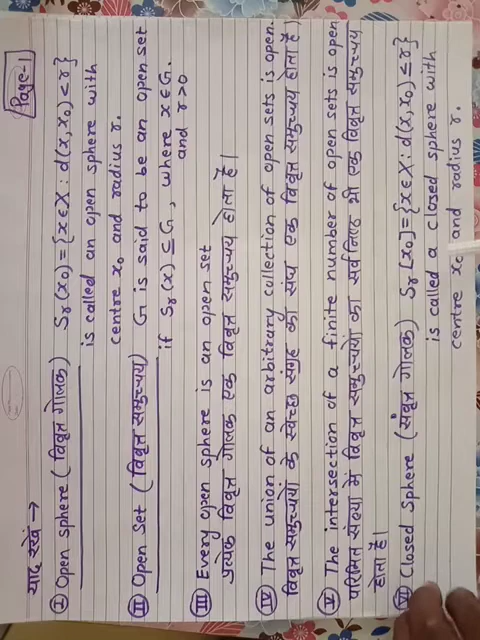 Page-1
याद रखें →
I Open sphere (विवृत गोलक) Sr(x0) = {x ∈ X : d(x, x0) < r}
is called an open sphere with
centre x0 and radius r.
II Open Set (विवृत समुच्चय) G is said to be an open set
if Sr(x) ⊆ G, where x ∈ G.
and r > 0
III Every open sphere is an open set
प्रत्येक विवृत गोलक एक विवृत समुच्चय होता है।
IV The union of an arbitrary collection of open sets is open.
विवृत समुच्चयों के स्वेच्छ संग्रह का संघ एक विवृत समुच्चय होता है।
V The intersection of a finite number of open sets is open
परिमित संख्या में विवृत समुच्चयों का सर्वनिष्ठ भी एक विवृत समुच्चय
होता है।
VI Closed Sphere (संवृत गोलक) Sr[x0] = {x ∈ X : d(x, x0) ≤ r}
is called a closed sphere with
centre x0 and radius r.